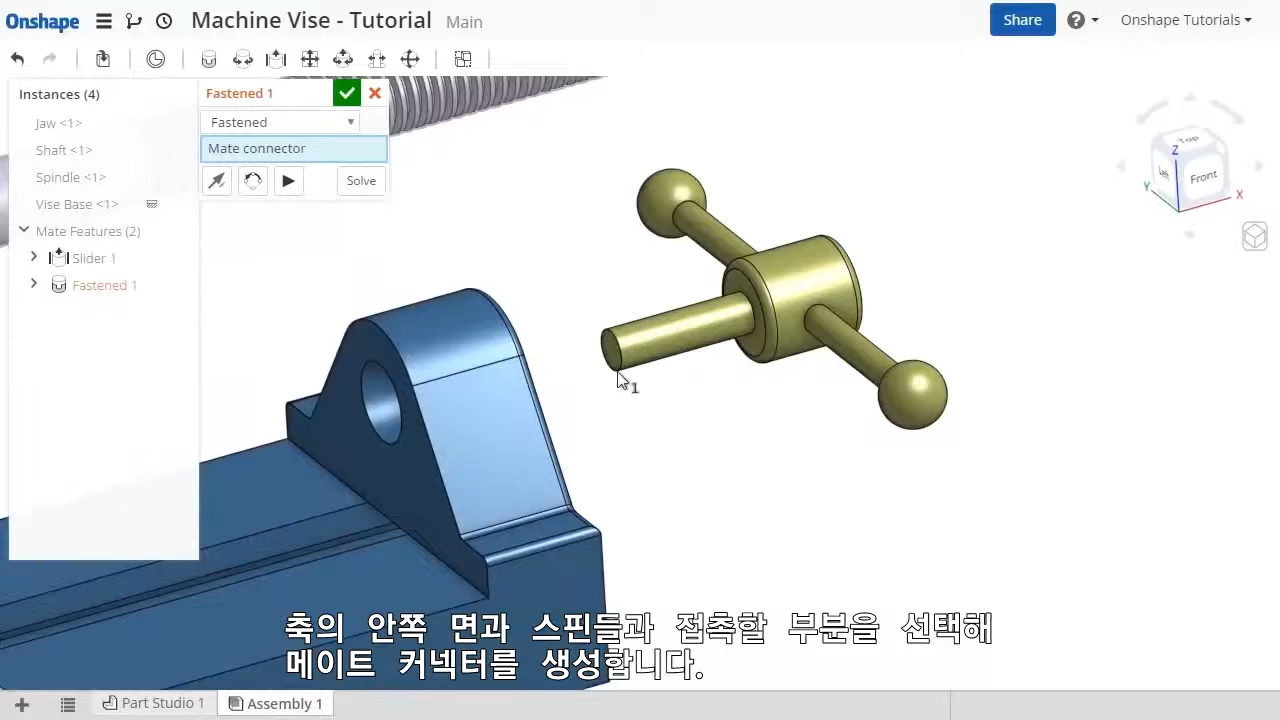 Onshape
Machine Vise - Tutorial Main
Share
Onshape Tutorials
Instances (4)
Jaw <1>
Shaft <1>
Spindle <1>
Vise Base <1>
Mate Features (2)
Slider 1
Fastened 1
Fastened 1
Fastened
Mate connector
Solve
Top
Z
Left
Front
Y
X
1
축의 안쪽 면과 스핀들과 접촉할 부분을 선택해
메이트 커넥터를 생성합니다.
Part Studio 1
Assembly 1